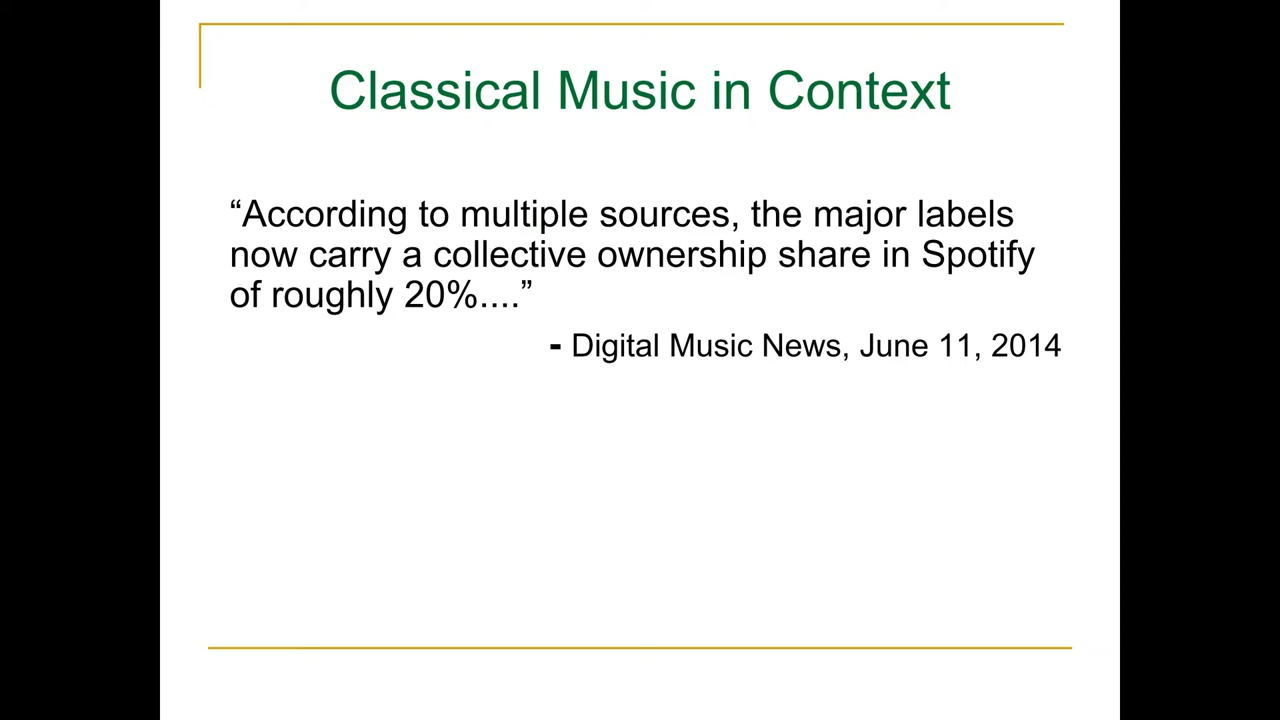 Classical Music in Context
“According to multiple sources, the major labels
now carry a collective ownership share in Spotify
of roughly 20%....”
- Digital Music News, June 11, 2014